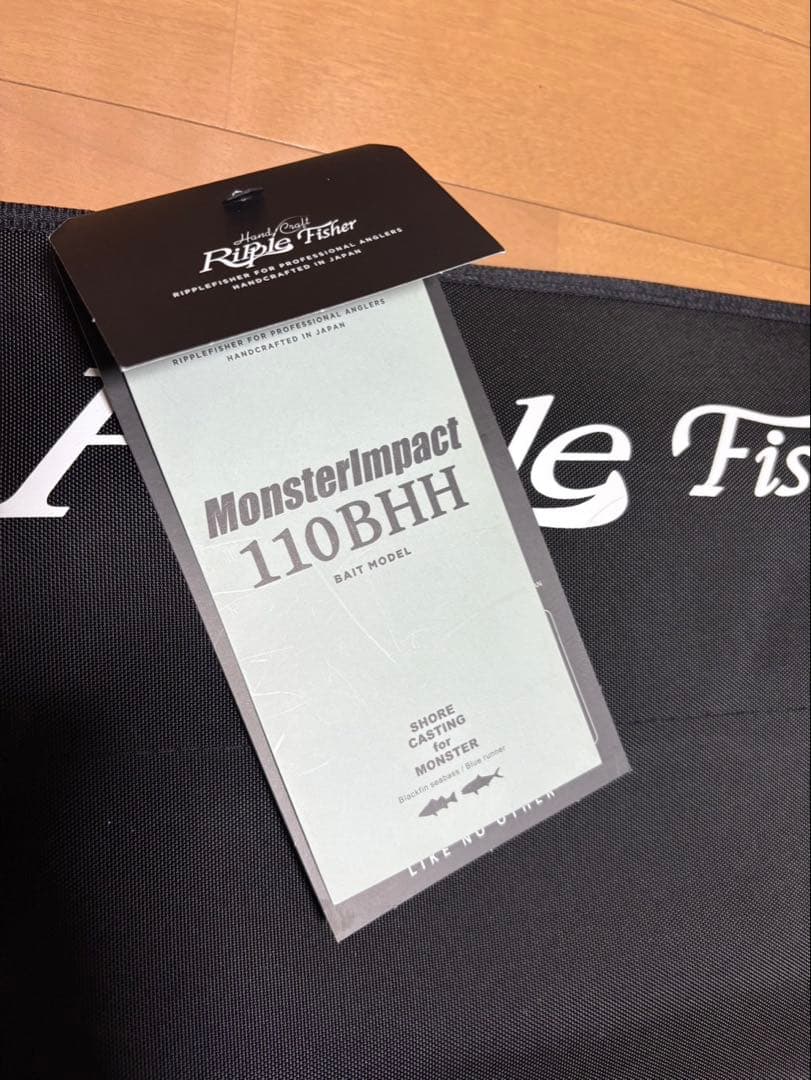 Hand Craft
Ripple Fisher
RIPPLEFISHER FOR PROFESSIONAL ANGLERS
HANDCRAFTED IN JAPAN
RIPPLEFISHER FOR PROFESSIONAL ANGLERS
HANDCRAFTED IN JAPAN
MonsterImpact
110BHH
BAIT MODEL
SHORE
CASTING
for
MONSTER
Blackfin seabass / Blue runner
LIKE NO OTHER
le Fis